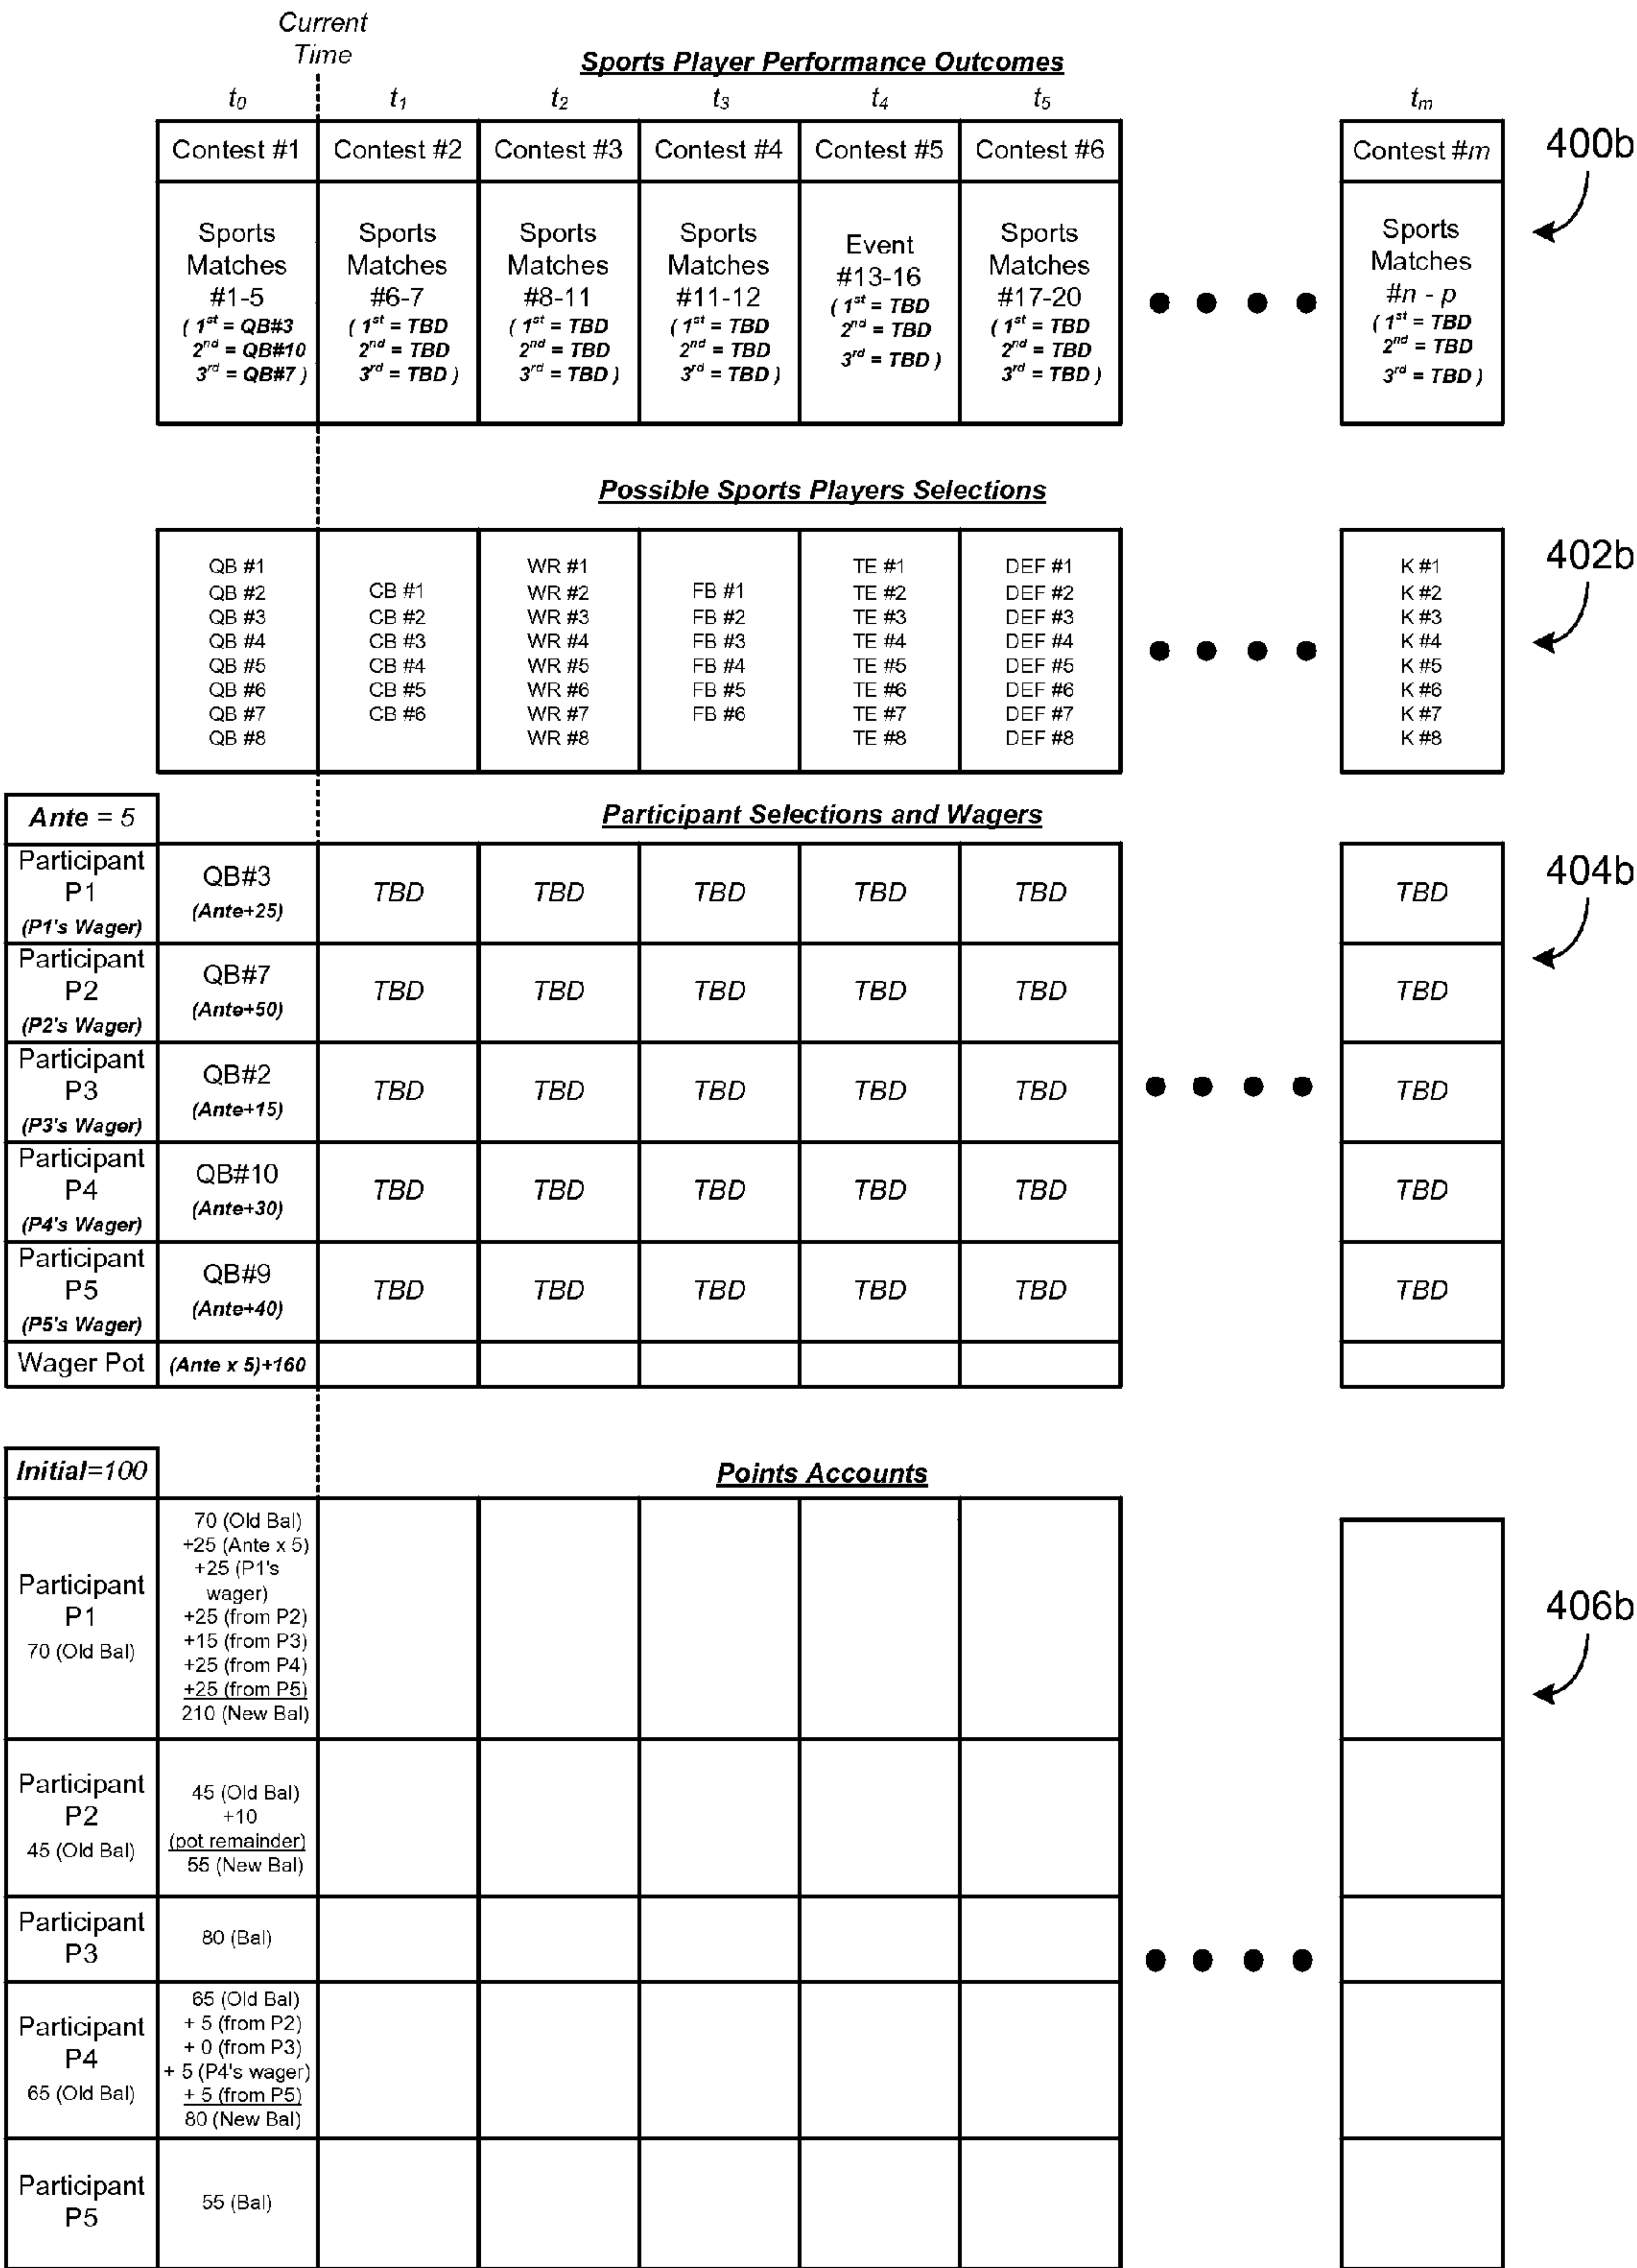 Current
Time
Sports Player Performance Outcomes
t0 t1 t2 t3 t4 t5 tm
Contest #1 Contest #2 Contest #3 Contest #4 Contest #5 Contest #6 Contest #m
400b
Sports Matches #1-5 ( 1st = QB#3 2nd = QB#10 3rd = QB#7 )
Sports Matches #6-7 ( 1st = TBD 2nd = TBD 3rd = TBD )
Sports Matches #8-11 ( 1st = TBD 2nd = TBD 3rd = TBD )
Sports Matches #11-12 ( 1st = TBD 2nd = TBD 3rd = TBD )
Event #13-16 ( 1st = TBD 2nd = TBD 3rd = TBD )
Sports Matches #17-20 ( 1st = TBD 2nd = TBD 3rd = TBD )
Sports Matches #n - p ( 1st = TBD 2nd = TBD 3rd = TBD )
Possible Sports Players Selections
402b
QB #1 WR #1 TE #1 DEF #1 K #1
QB #2 CB #1 WR #2 FB #1 TE #2 DEF #2 K #2
QB #3 CB #2 WR #3 FB #2 TE #3 DEF #3 K #3
QB #4 CB #3 WR #4 FB #3 TE #4 DEF #4 K #4
QB #5 CB #4 WR #5 FB #4 TE #5 DEF #5 K #5
QB #6 CB #5 WR #6 FB #5 TE #6 DEF #6 K #6
QB #7 CB #6 WR #7 FB #6 TE #7 DEF #7 K #7
QB #8 WR #8 TE #8 DEF #8 K #8
Ante = 5
Participant Selections and Wagers
404b
Participant P1 (P1's Wager) QB#3 (Ante+25) TBD TBD TBD TBD TBD TBD
Participant P2 (P2's Wager) QB#7 (Ante+50) TBD TBD TBD TBD TBD TBD
Participant P3 (P3's Wager) QB#2 (Ante+15) TBD TBD TBD TBD TBD TBD
Participant P4 (P4's Wager) QB#10 (Ante+30) TBD TBD TBD TBD TBD TBD
Participant P5 (P5's Wager) QB#9 (Ante+40) TBD TBD TBD TBD TBD TBD
Wager Pot (Ante x 5)+160
Initial=100
Points Accounts
406b
Participant
P1
70 (Old Bal)
70 (Old Bal)
+25 (Ante x 5)
+25 (P1's
wager)
+25 (from P2)
+15 (from P3)
+25 (from P4)
+25 (from P5)
210 (New Bal)
Participant
P2
45 (Old Bal)
45 (Old Bal)
+10
(pot remainder)
55 (New Bal)
Participant
P3
80 (Bal)
Participant
P4
65 (Old Bal)
65 (Old Bal)
+ 5 (from P2)
+ 0 (from P3)
+ 5 (P4's wager)
+ 5 (from P5)
80 (New Bal)
Participant
P5
55 (Bal)